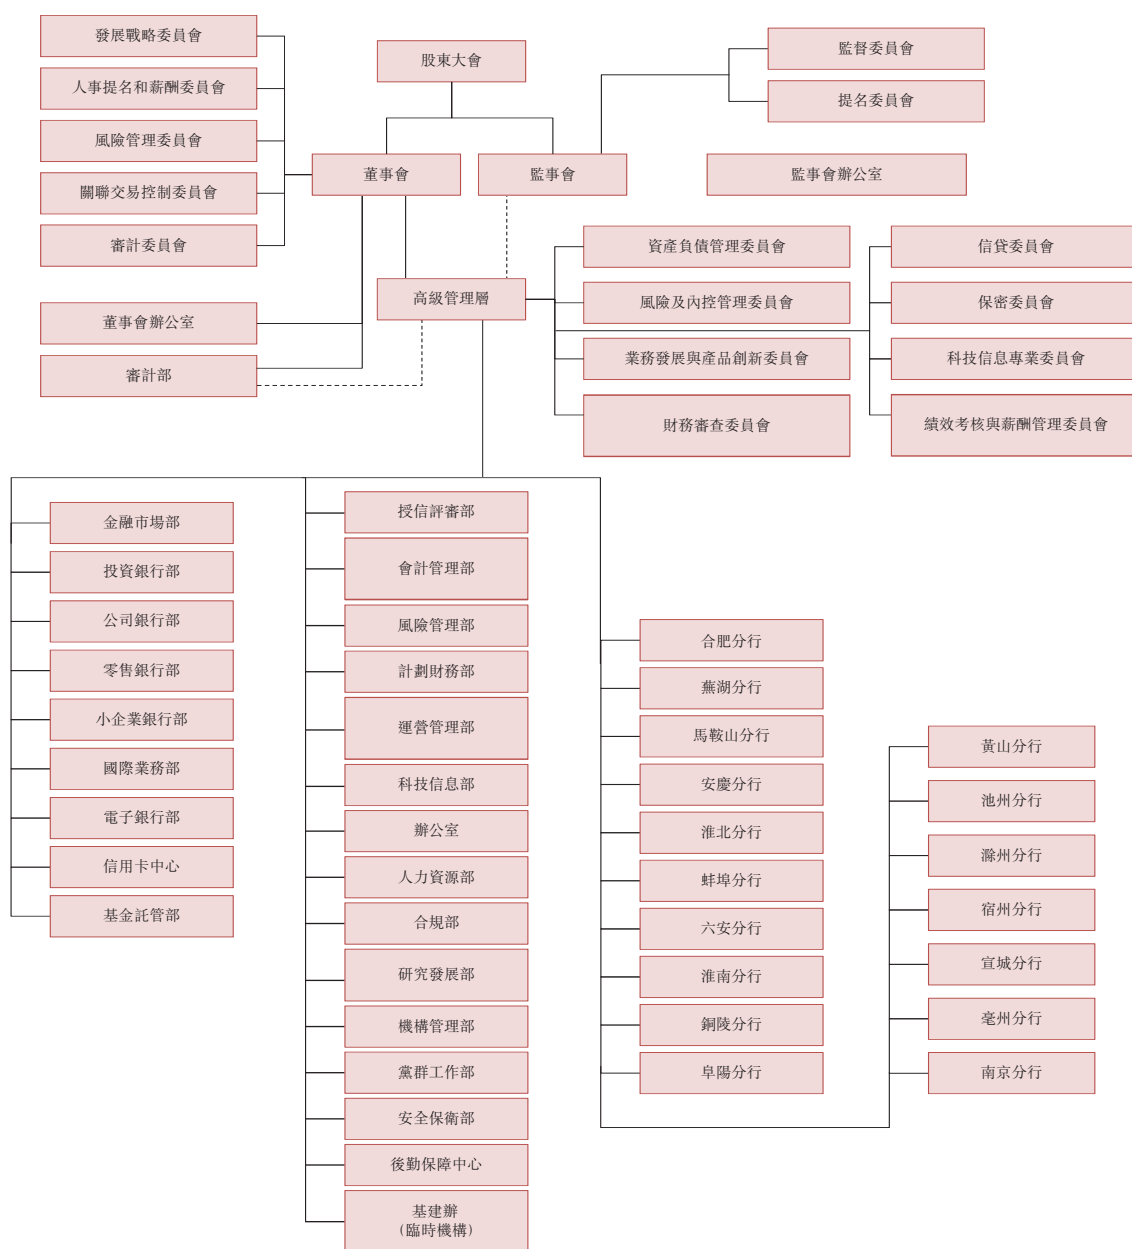 發展戰略委員會
人事提名和薪酬委員會
風險管理委員會
關聯交易控制委員會
審計委員會
董事會辦公室
審計部
股東大會
董事會
監事會
高級管理層
監督委員會
提名委員會
監事會辦公室
資產負債管理委員會
風險及內控管理委員會
業務發展與產品創新委員會
財務審查委員會
信貸委員會
保密委員會
科技信息專業委員會
績效考核與薪酬管理委員會
金融市場部
投資銀行部
公司銀行部
零售銀行部
小企業銀行部
國際業務部
電子銀行部
信用卡中心
基金託管部
授信評審部
會計管理部
風險管理部
計劃財務部
運營管理部
科技信息部
辦公室
人力資源部
合規部
研究發展部
機構管理部
黨群工作部
安全保衛部
後勤保障中心
基建辦
(臨時機構)
合肥分行
蕪湖分行
馬鞍山分行
安慶分行
淮北分行
蚌埠分行
六安分行
淮南分行
銅陵分行
阜陽分行
黃山分行
池州分行
滁州分行
宿州分行
宣城分行
亳州分行
南京分行